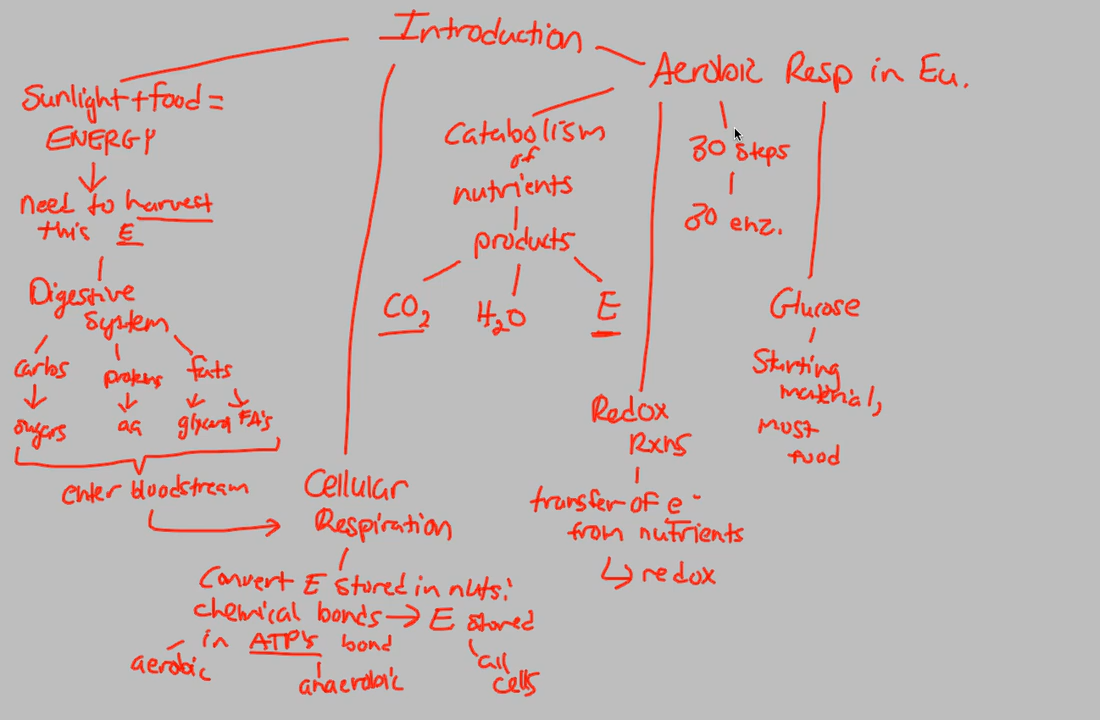 Introduction
Sunlight + food =
ENERGY
need to harvest
this E
Digestive
System
carbs
proteins
fats
sugars
aa
glycerol
FA's
enter bloodstream
Cellular
Respiration
Convert E stored in nuts!
chemical bonds → E stored
in ATP's bond
aerobic
anaerobic
all
cells
Aerobic Resp in Eu.
Catabolism
of
nutrients
products
CO2
H2O
E
Redox
Rxns
transfer of e-
from nutrients
↳ redox
30 steps
30 enz.
Glucose
Starting
material,
most
food